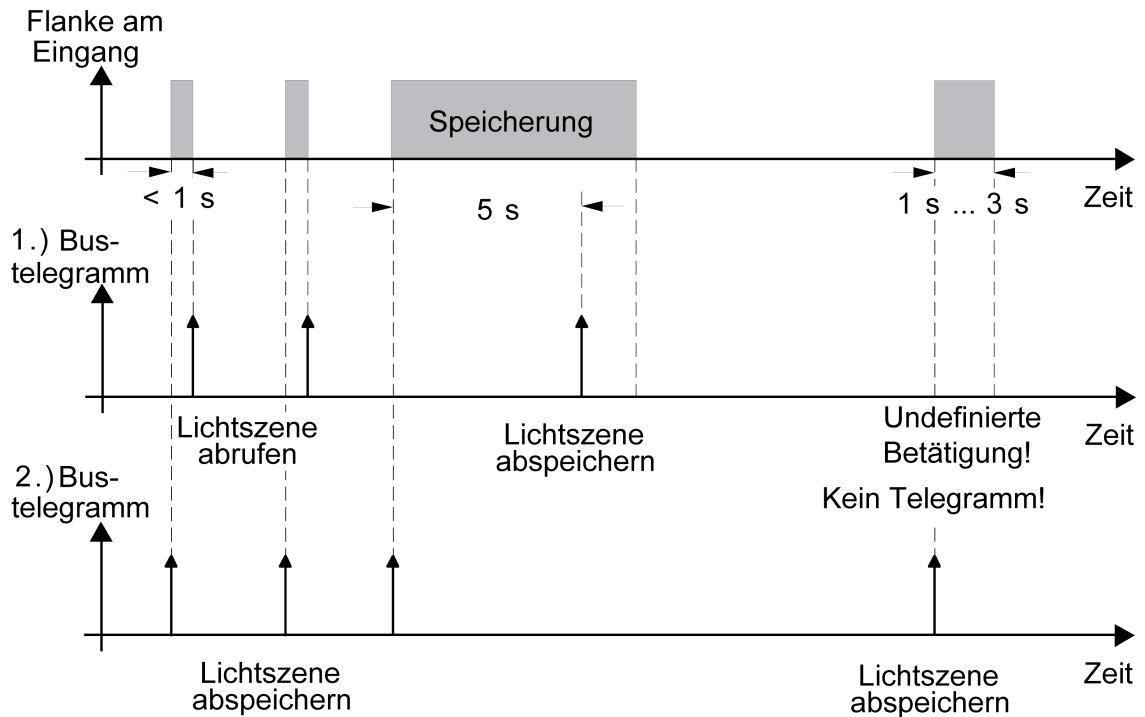 Flanke am
Eingang
Speicherung
< 1 s
5 s
1 s ... 3 s
Zeit
1.) Bus-
telegramm
Lichtszene
abrufen
Lichtszene
abspeichern
Undefinierte
Betätigung!
Kein Telegramm!
Zeit
2.) Bus-
telegramm
Lichtszene
abspeichern
Lichtszene
abspeichern
Zeit